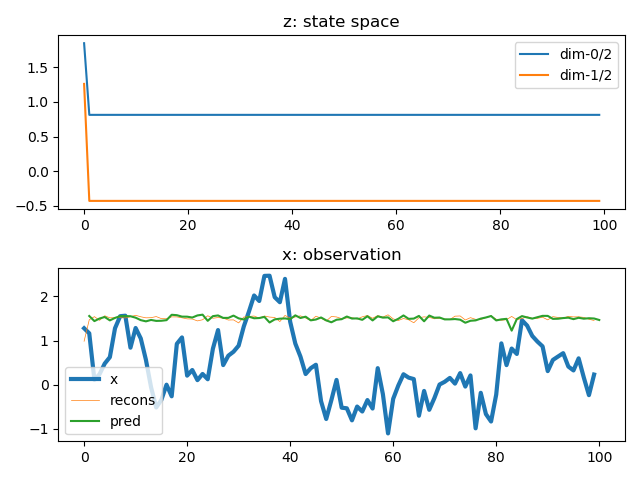 z: state space
1.5
1.0
0.5
0.0
−0.5
dim-0/2
dim-1/2
0 20 40 60 80 100
x: observation
2
1
0
−1
x
recons
pred
0 20 40 60 80 100